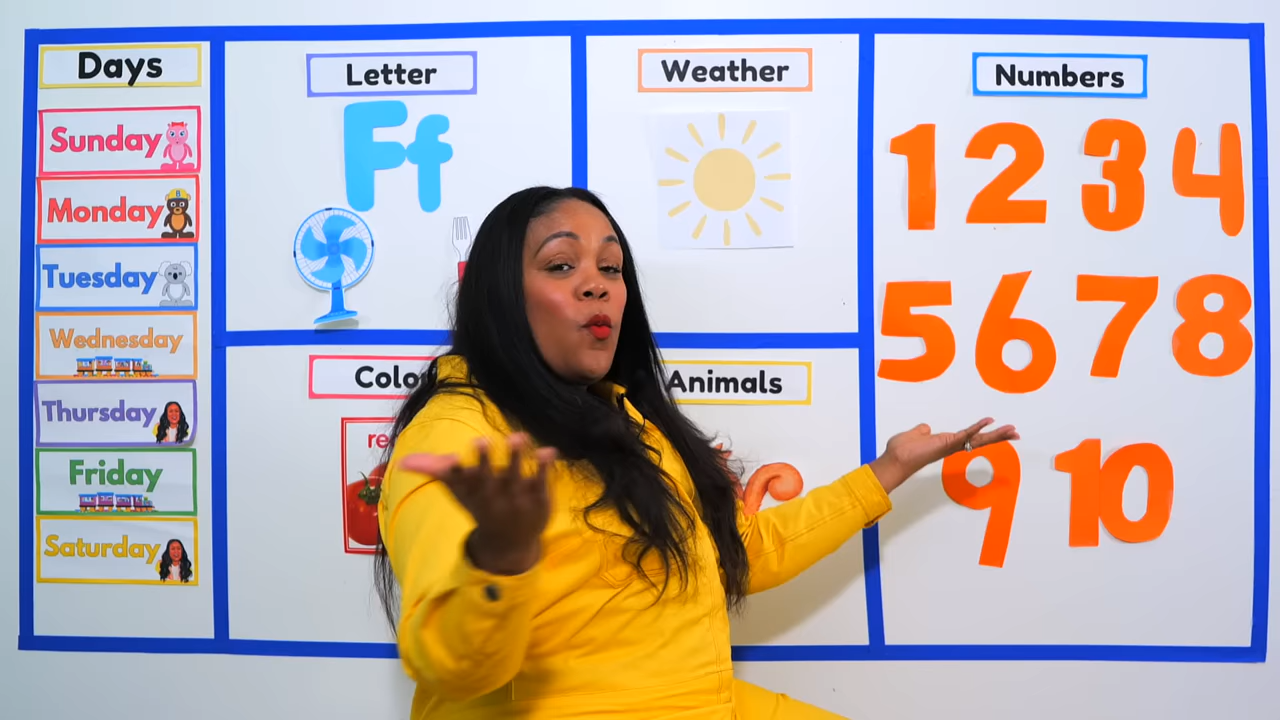 Days
Sunday
Monday
Tuesday
Wednesday
Thursday
Friday
Saturday
Letter
Ff
Weather
Numbers
1 2 3 4
5 6 7 8
9 10
Animals